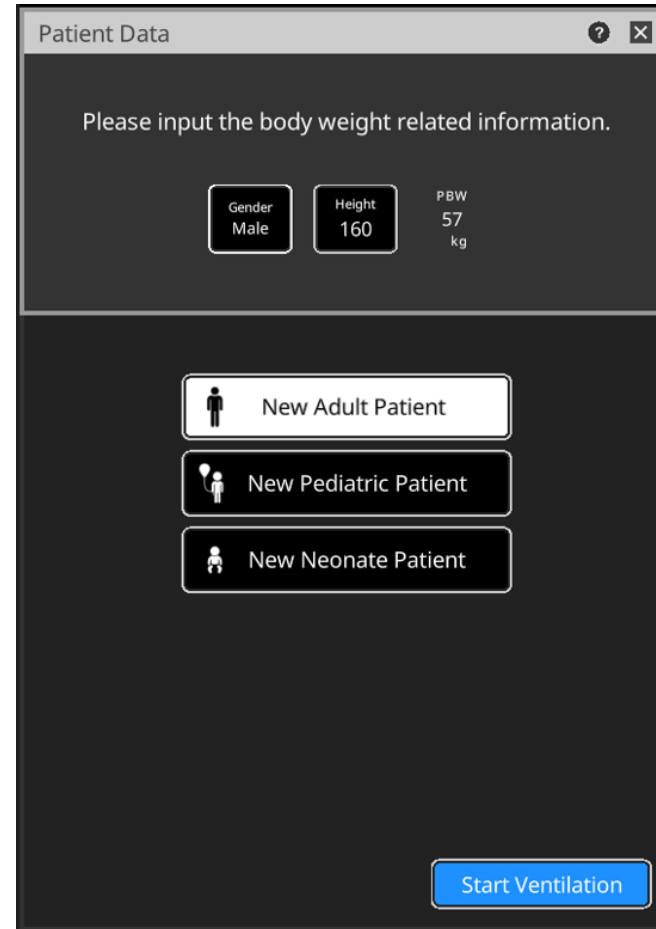 Patient Data
?
Please input the body weight related information.
Gender
Male
Height
160
PBW
57
kg
New Adult Patient
New Pediatric Patient
New Neonate Patient
Start Ventilation